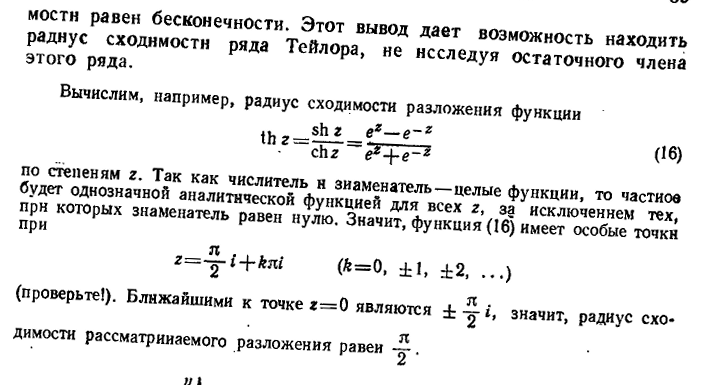 мости равен бесконечности. Этот вывод дает возможность находить
радиус сходимости ряда Тейлора, не исследуя остаточного члена
этого ряда.
Вычислим, например, радиус сходимости разложения функции
th z = sh z / ch z = (e^z − e^−z) / (e^z + e^−z) (16)
по степеням z. Так как числитель и знаменатель — целые функции, то частное
будет однозначной аналитической функцией для всех z, за исключением тех,
при которых знаменатель равен нулю. Значит, функция (16) имеет особые точки
при
z = π/2 i + kπi (k=0, ±1, ±2, ...)
(проверьте!). Ближайшими к точке z=0 являются ± π/2 i, значит, радиус схо-
димости рассматриваемого разложения равен π/2.